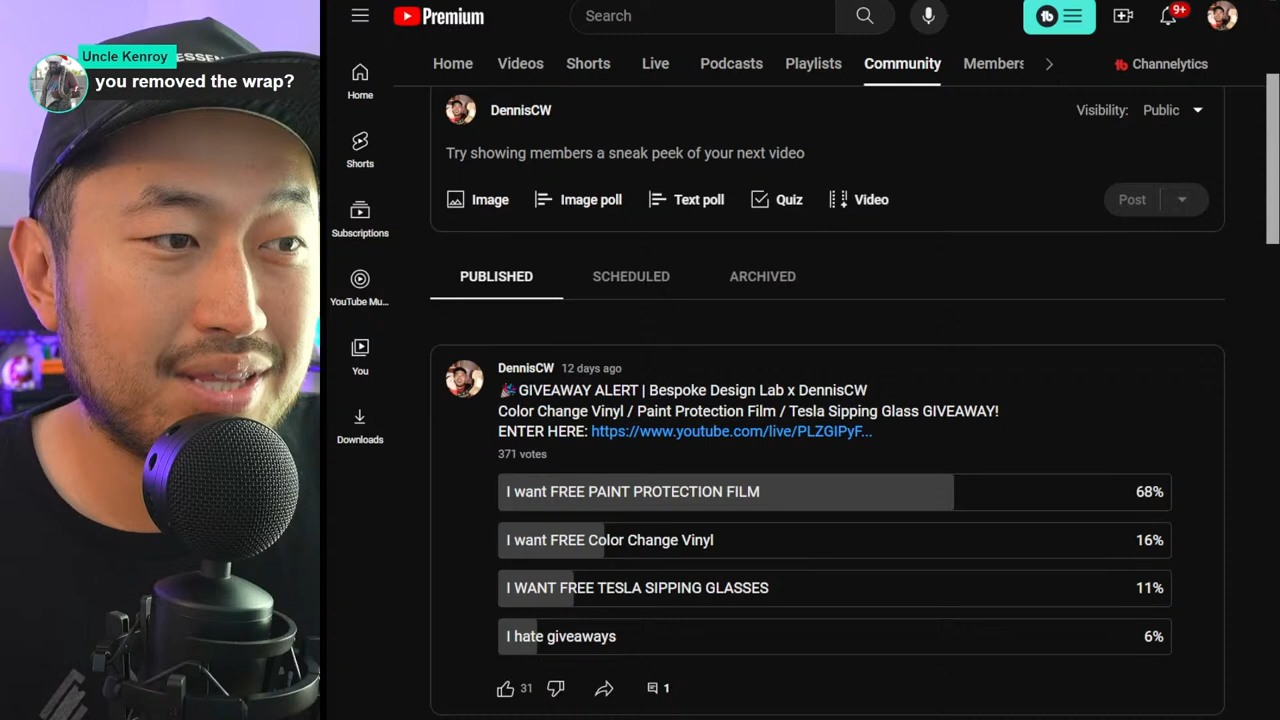 ESSEN
Uncle Kenroy
you removed the wrap?
Premium
Search
9+
Home
Videos
Shorts
Live
Podcasts
Playlists
Community
Members
Channelytics
Home
Shorts
Subscriptions
YouTube Mu...
You
Downloads
DennisCW
Visibility: Public
Try showing members a sneak peek of your next video
Image
Image poll
Text poll
Quiz
Video
Post
PUBLISHED
SCHEDULED
ARCHIVED
DennisCW 12 days ago
🎉GIVEAWAY ALERT | Bespoke Design Lab x DennisCW
Color Change Vinyl / Paint Protection Film / Tesla Sipping Glass GIVEAWAY!
ENTER HERE: https://www.youtube.com/live/PLZGIPyF...
371 votes
I want FREE PAINT PROTECTION FILM 68%
I want FREE Color Change Vinyl 16%
I WANT FREE TESLA SIPPING GLASSES 11%
I hate giveaways 6%
31
1